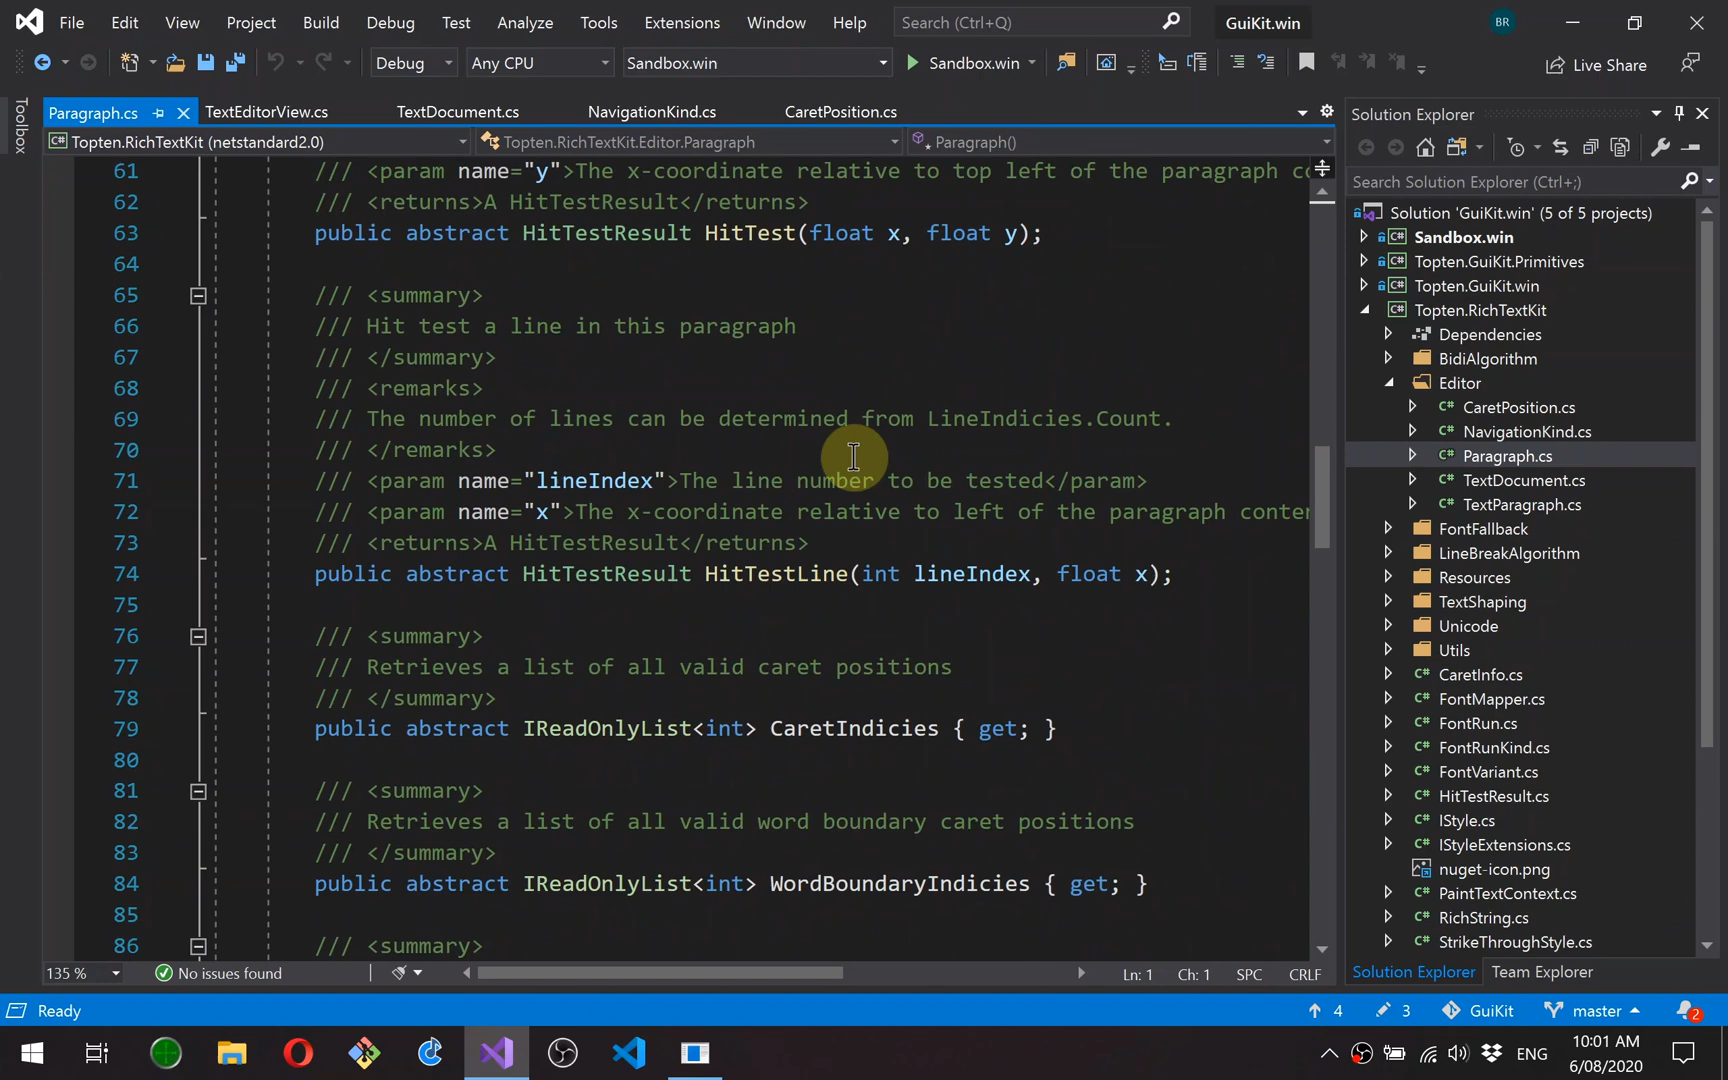 File Edit View Project Build Debug Test Analyze Tools Extensions Window Help Search (Ctrl+Q) GuiKit.win BR
Debug Any CPU Sandbox.win Sandbox.win Live Share
Toolbox
Paragraph.cs TextEditorView.cs TextDocument.cs NavigationKind.cs CaretPosition.cs
Topten.RichTextKit (netstandard2.0) Topten.RichTextKit.Editor.Paragraph Paragraph()
61 /// <param name="y">The x-coordinate relative to top left of the paragraph co
62 /// <returns>A HitTestResult</returns>
63 public abstract HitTestResult HitTest(float x, float y);
64
65 /// <summary>
66 /// Hit test a line in this paragraph
67 /// </summary>
68 /// <remarks>
69 /// The number of lines can be determined from LineIndicies.Count.
70 /// </remarks>
71 /// <param name="lineIndex">The line number to be tested</param>
72 /// <param name="x">The x-coordinate relative to left of the paragraph conten
73 /// <returns>A HitTestResult</returns>
74 public abstract HitTestResult HitTestLine(int lineIndex, float x);
75
76 /// <summary>
77 /// Retrieves a list of all valid caret positions
78 /// </summary>
79 public abstract IReadOnlyList<int> CaretIndicies { get; }
80
81 /// <summary>
82 /// Retrieves a list of all valid word boundary caret positions
83 /// </summary>
84 public abstract IReadOnlyList<int> WordBoundaryIndicies { get; }
85
86 /// <summary>
135 % No issues found Ln: 1 Ch: 1 SPC CRLF
Solution Explorer
Search Solution Explorer (Ctrl+;)
Solution 'GuiKit.win' (5 of 5 projects)
Sandbox.win
Topten.GuiKit.Primitives
Topten.GuiKit.win
Topten.RichTextKit
Dependencies
BidiAlgorithm
Editor
CaretPosition.cs
NavigationKind.cs
Paragraph.cs
TextDocument.cs
TextParagraph.cs
FontFallback
LineBreakAlgorithm
Resources
TextShaping
Unicode
Utils
CaretInfo.cs
FontMapper.cs
FontRun.cs
FontRunKind.cs
FontVariant.cs
HitTestResult.cs
IStyle.cs
IStyleExtensions.cs
nuget-icon.png
PaintTextContext.cs
RichString.cs
StrikeThroughStyle.cs
Solution Explorer Team Explorer
Ready 4 3 GuiKit master 2
ENG 10:01 AM
6/08/2020